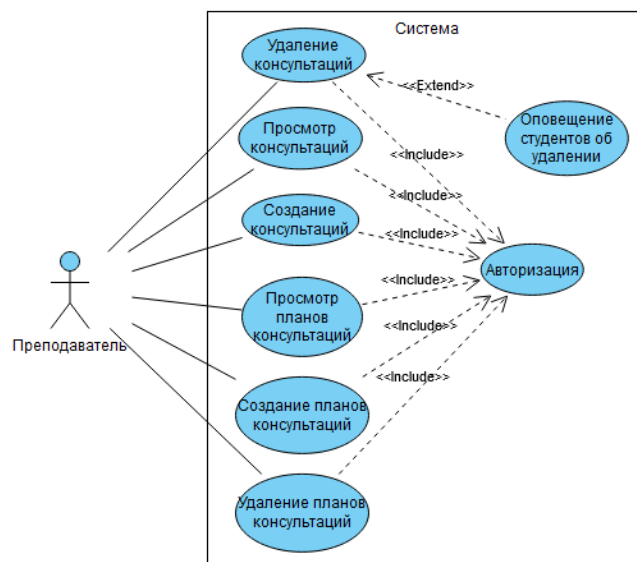 Система
Удаление
консультаций
<<Extend>>
Оповещение
студентов об
удалении
Просмотр
консультаций
<<Include>>
<<Include>>
Создание
консультаций
<<Include>>
Авторизация
<<Include>>
Просмотр
планов
консультаций
<<Include>>
Преподаватель
<<Include>>
Создание планов
консультаций
Удаление планов
консультаций